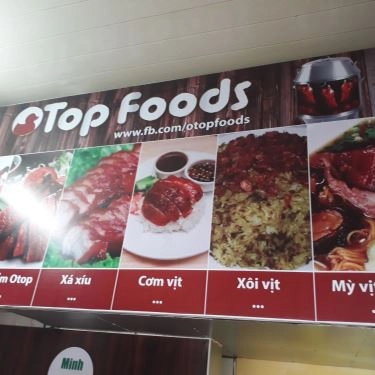 OTop Foods
www.fb.com/otopfoods
Otop
Xá xíu
...
Cơm vịt
...
Xôi vịt
...
Mỳ vịt
...
Minh